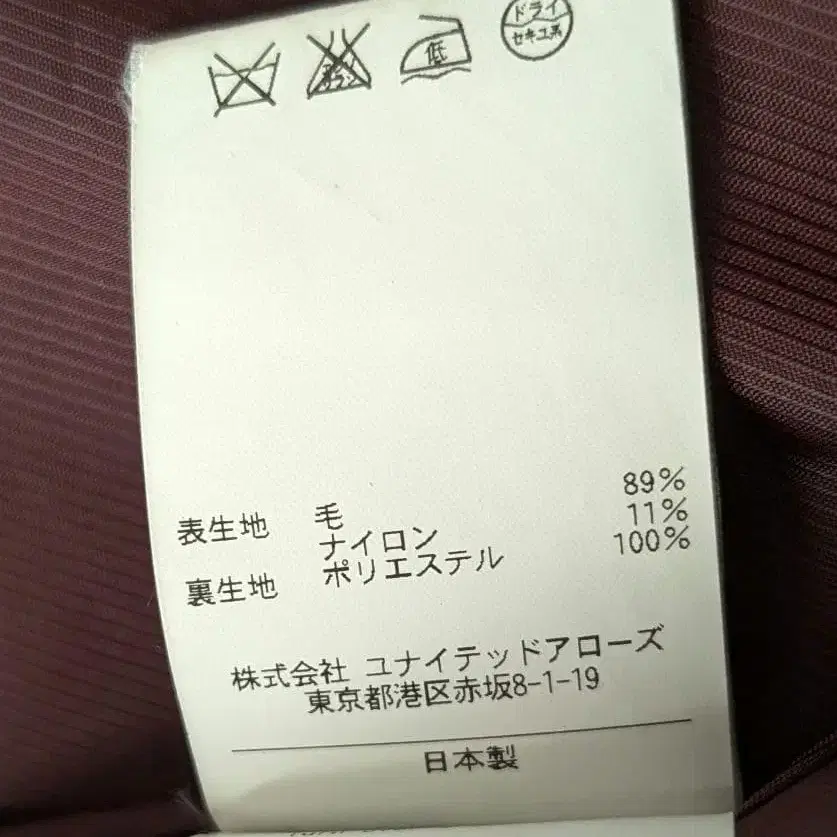 ドライ
セキユ系
低
表生地 毛 89%
ナイロン 11%
裏生地 ポリエステル 100%
株式会社 ユナイテッドアローズ
東京都港区赤坂8-1-19
日本製